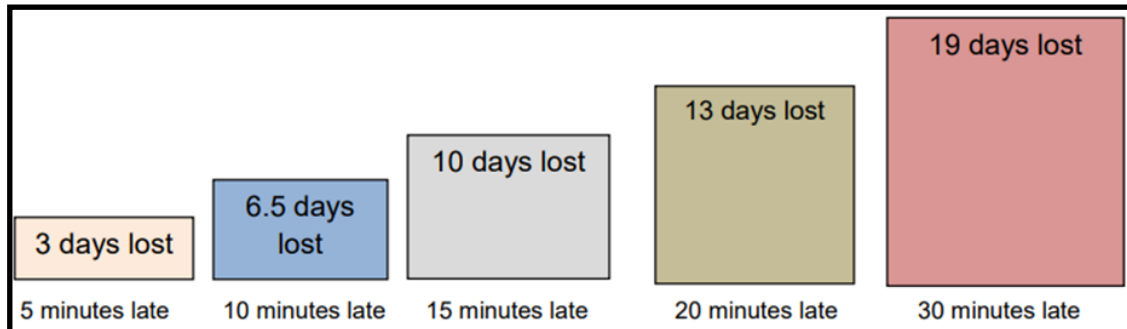 3 days lost
6.5 days
lost
10 days lost
13 days lost
19 days lost
5 minutes late
10 minutes late
15 minutes late
20 minutes late
30 minutes late